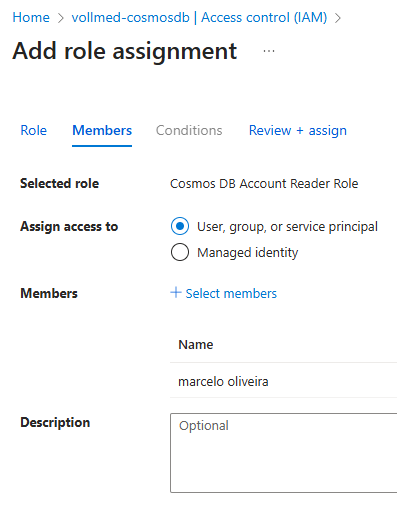 Home > vollmed-cosmosdb | Access control (IAM) >
Add role assignment ...
Role Members Conditions Review + assign
Selected role Cosmos DB Account Reader Role
Assign access to User, group, or service principal
Managed identity
Members + Select members
Name
marcelo oliveira
Description Optional